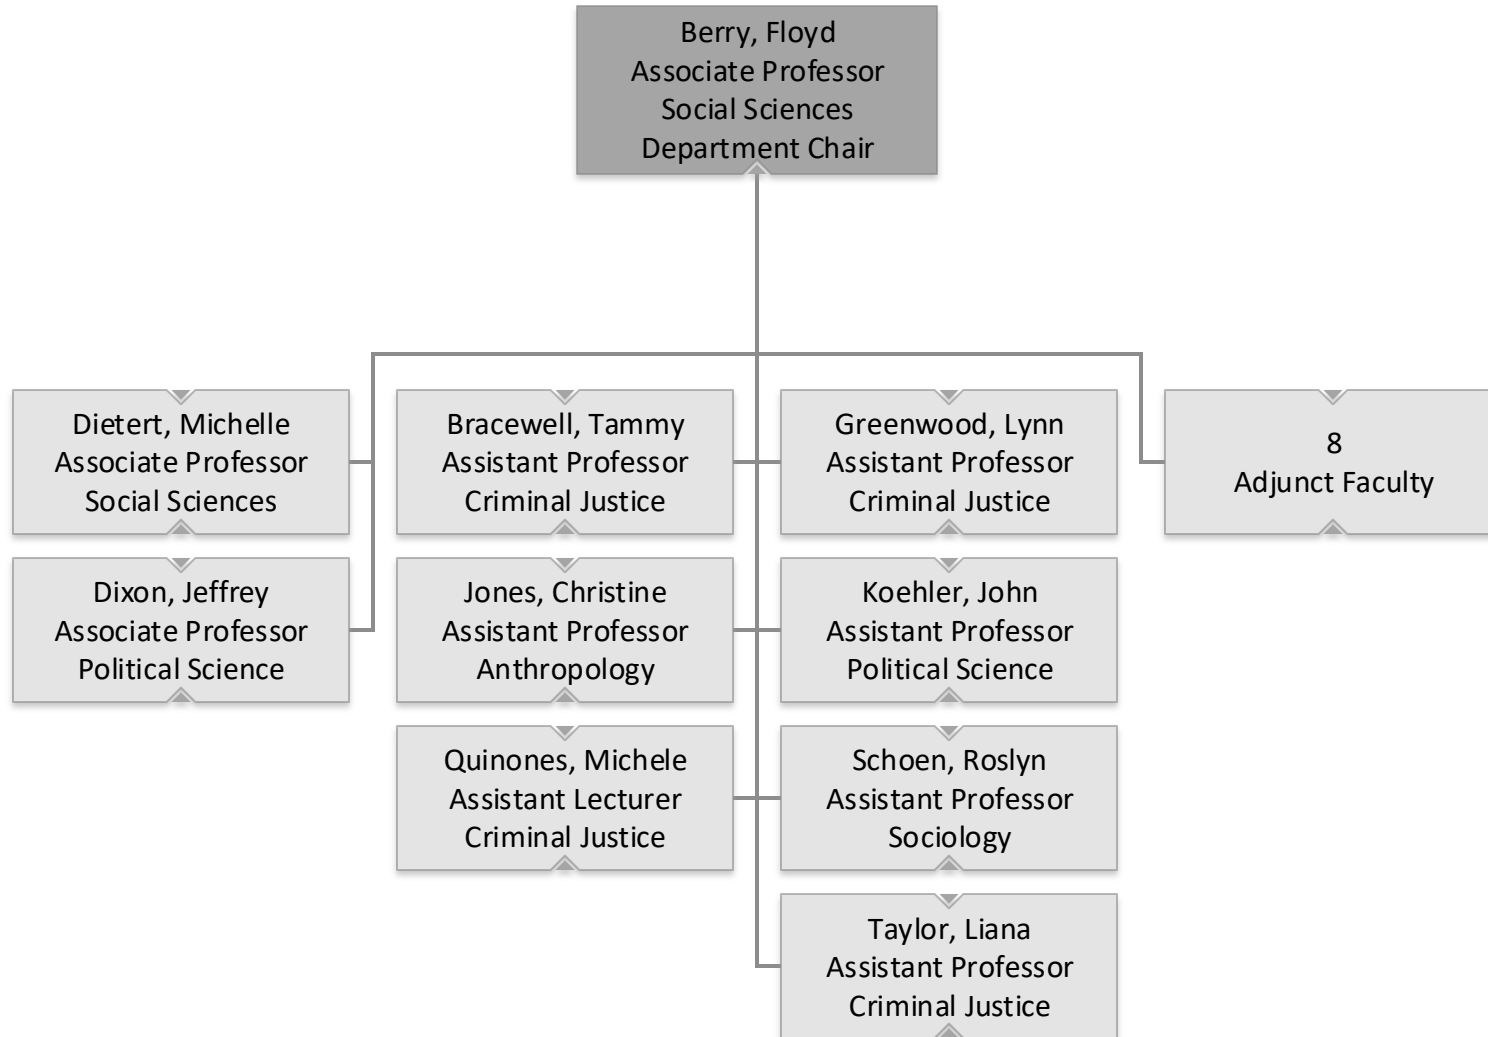 Berry, Floyd
Associate Professor
Social Sciences
Department Chair
Dietert, Michelle
Associate Professor
Social Sciences
Bracewell, Tammy
Assistant Professor
Criminal Justice
Greenwood, Lynn
Assistant Professor
Criminal Justice
8
Adjunct Faculty
Dixon, Jeffrey
Associate Professor
Political Science
Jones, Christine
Assistant Professor
Anthropology
Koehler, John
Assistant Professor
Political Science
Quinones, Michele
Assistant Lecturer
Criminal Justice
Schoen, Roslyn
Assistant Professor
Sociology
Taylor, Liana
Assistant Professor
Criminal Justice